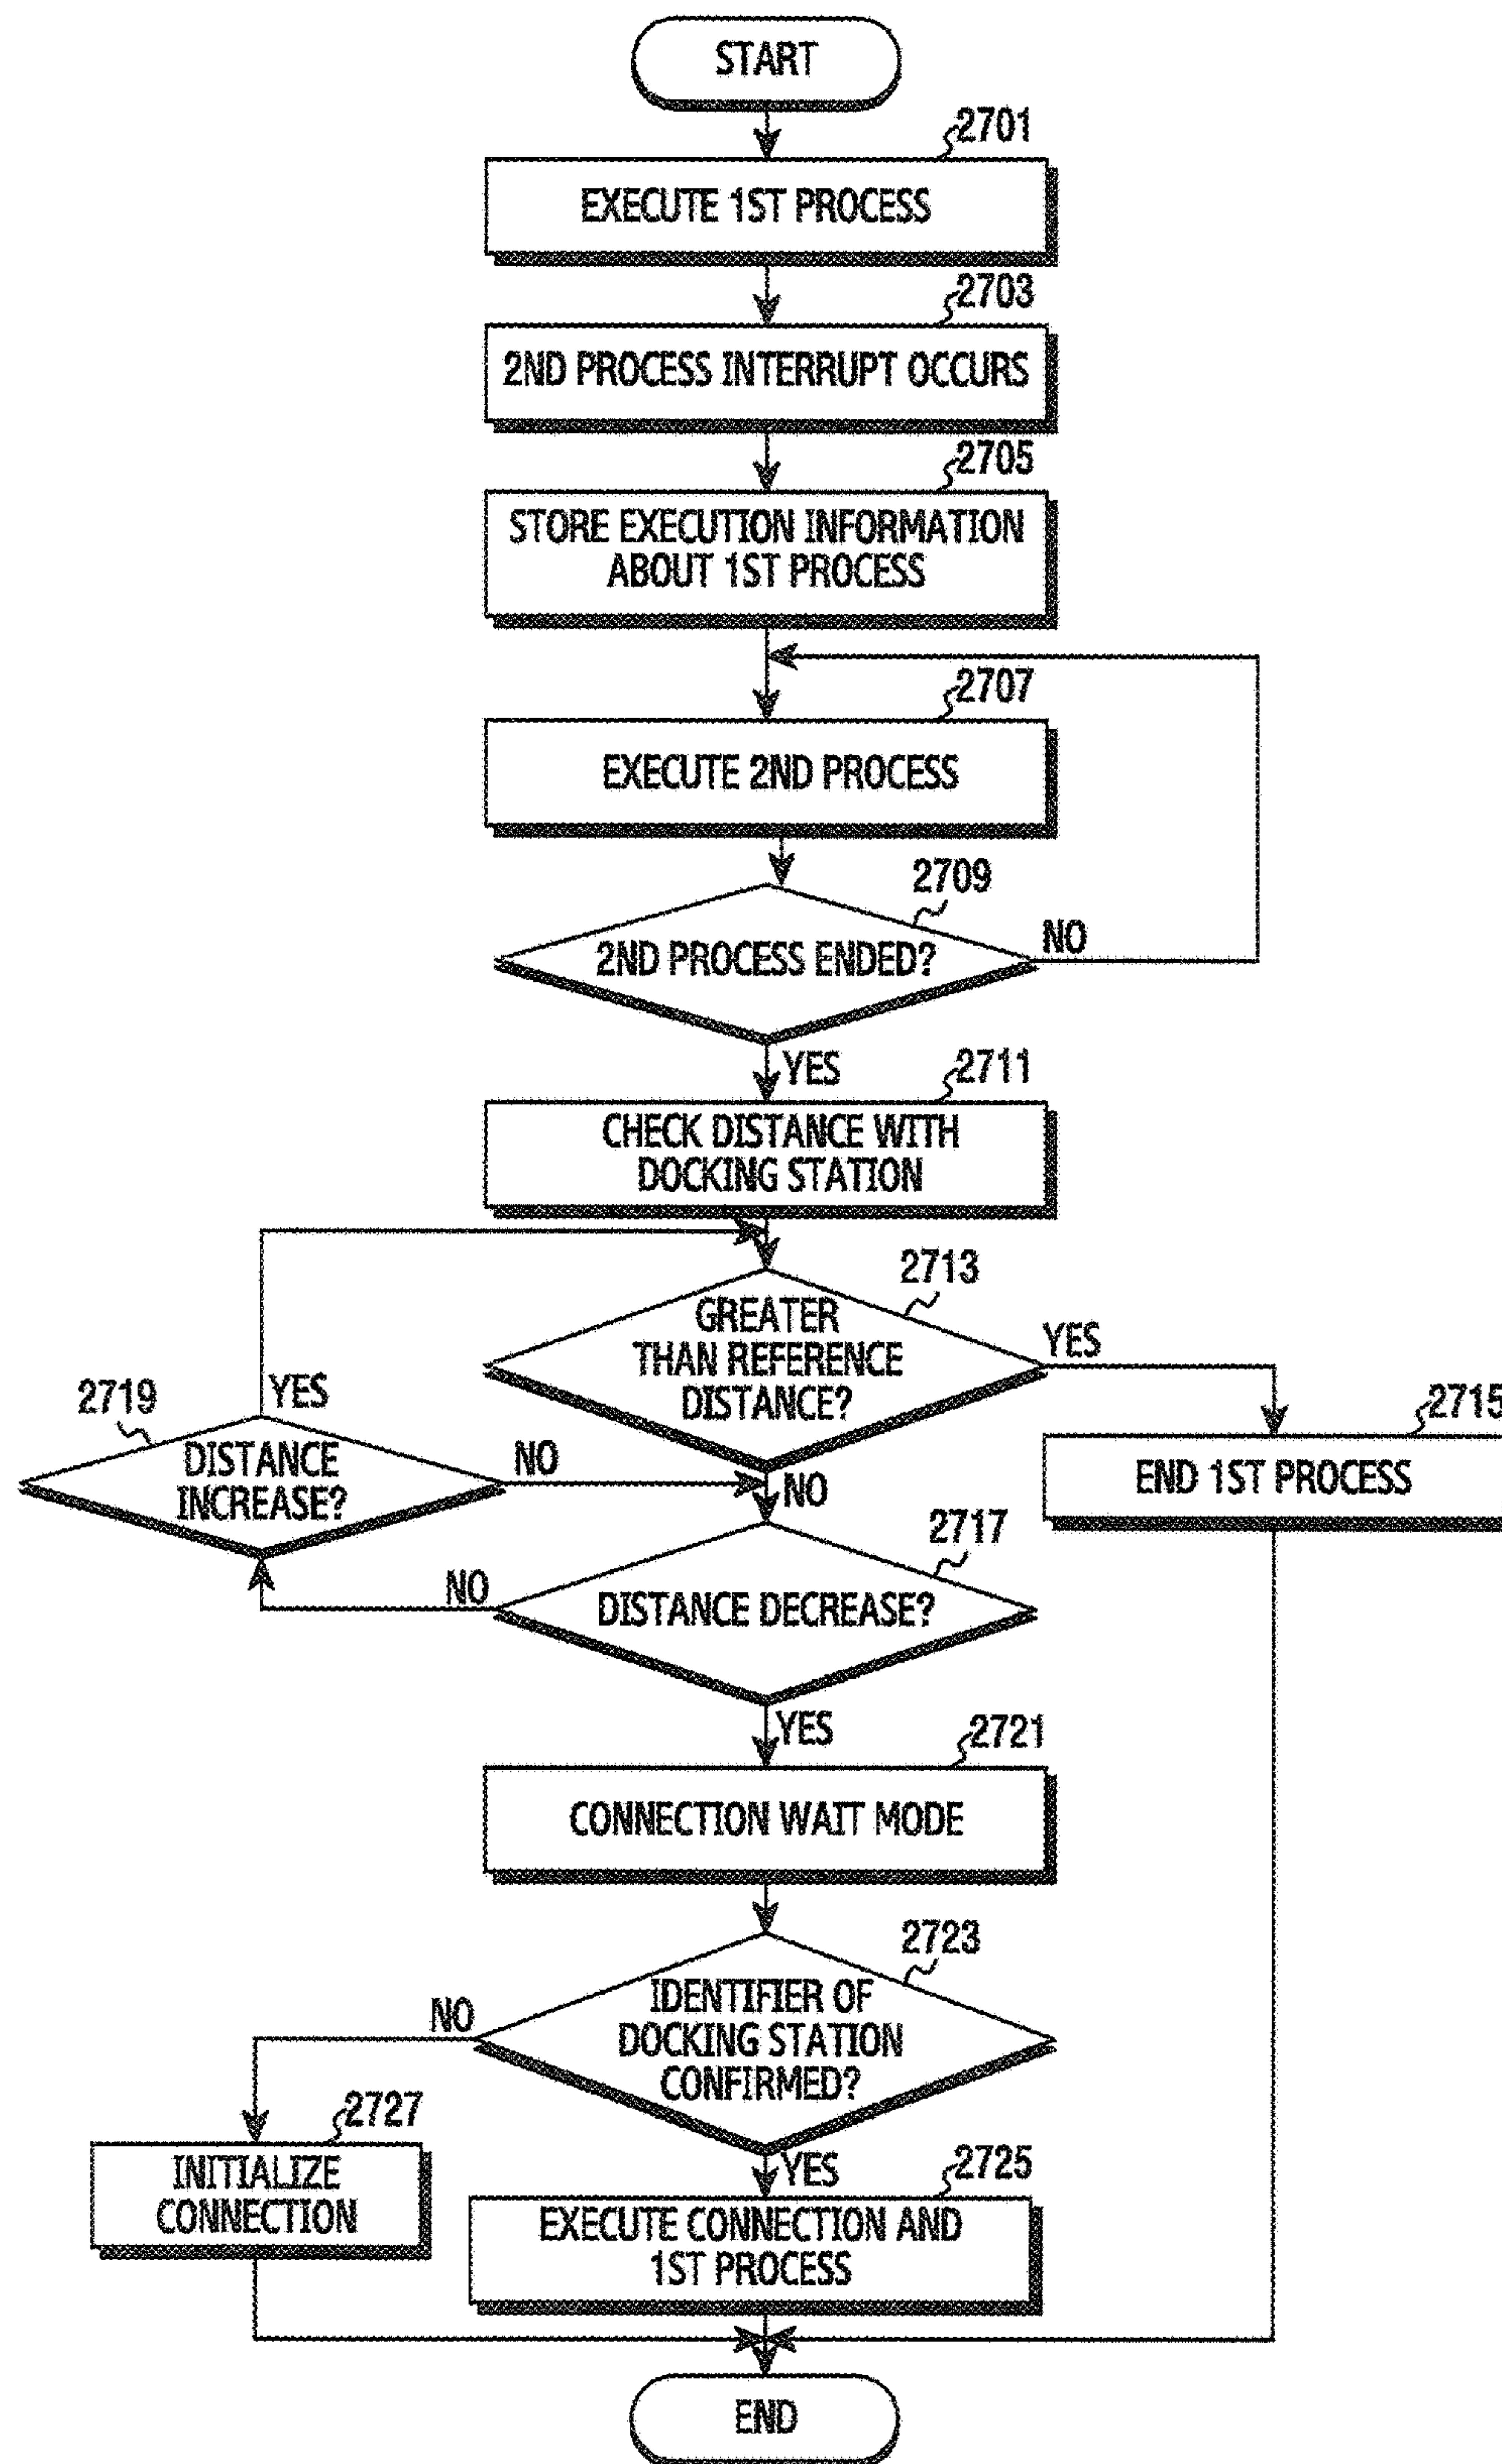 START
2701
EXECUTE 1ST PROCESS
2703
2ND PROCESS INTERRUPT OCCURS
2705
STORE EXECUTION INFORMATION
ABOUT 1ST PROCESS
2707
EXECUTE 2ND PROCESS
2709
2ND PROCESS ENDED?
NO
YES
2711
CHECK DISTANCE WITH
DOCKING STATION
2713
GREATER
THAN REFERENCE
DISTANCE?
YES
2715
END 1ST PROCESS
2719
YES
DISTANCE
INCREASE?
NO
NO
2717
DISTANCE DECREASE?
NO
YES
2721
CONNECTION WAIT MODE
2723
IDENTIFIER OF
DOCKING STATION
CONFIRMED?
NO
2727
INITIALIZE
CONNECTION
YES
2725
EXECUTE CONNECTION AND
1ST PROCESS
END